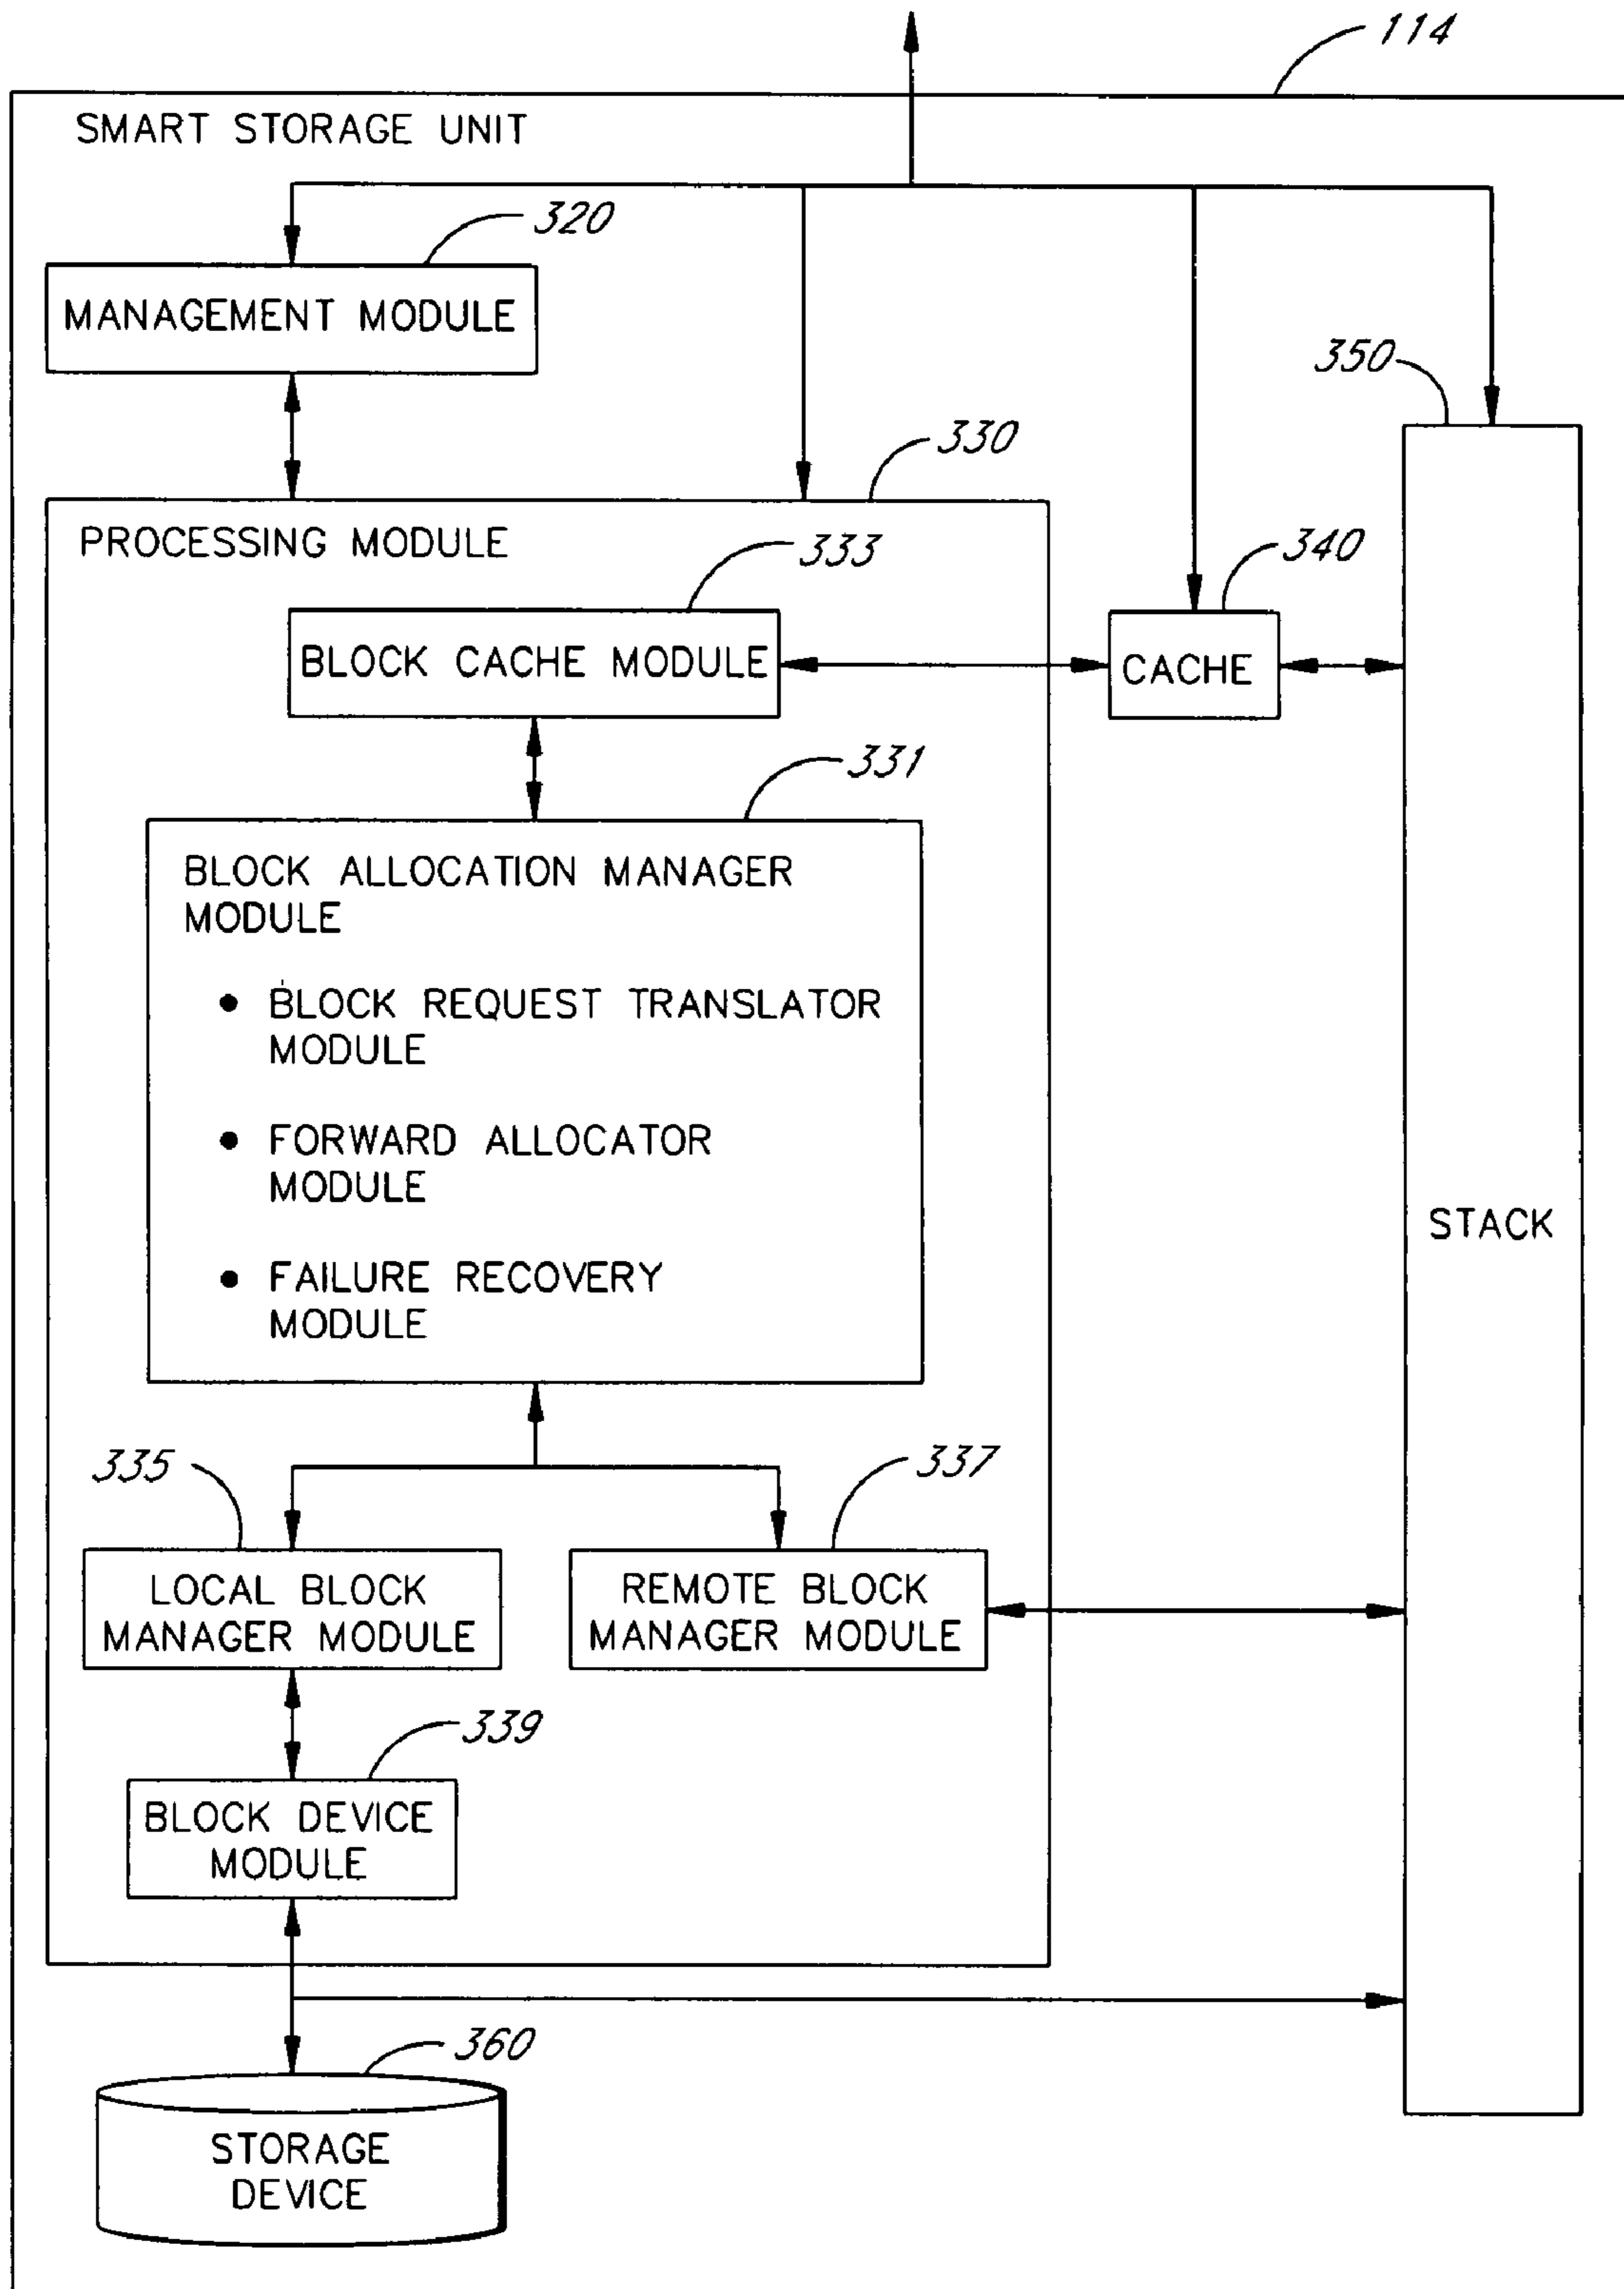 114
SMART STORAGE UNIT
320
MANAGEMENT MODULE
350
330
PROCESSING MODULE
333
340
BLOCK CACHE MODULE
CACHE
331
BLOCK ALLOCATION MANAGER
MODULE
• BLOCK REQUEST TRANSLATOR
MODULE
• FORWARD ALLOCATOR
MODULE
STACK
• FAILURE RECOVERY
MODULE
335
337
LOCAL BLOCK
MANAGER MODULE
REMOTE BLOCK
MANAGER MODULE
339
BLOCK DEVICE
MODULE
360
STORAGE
DEVICE